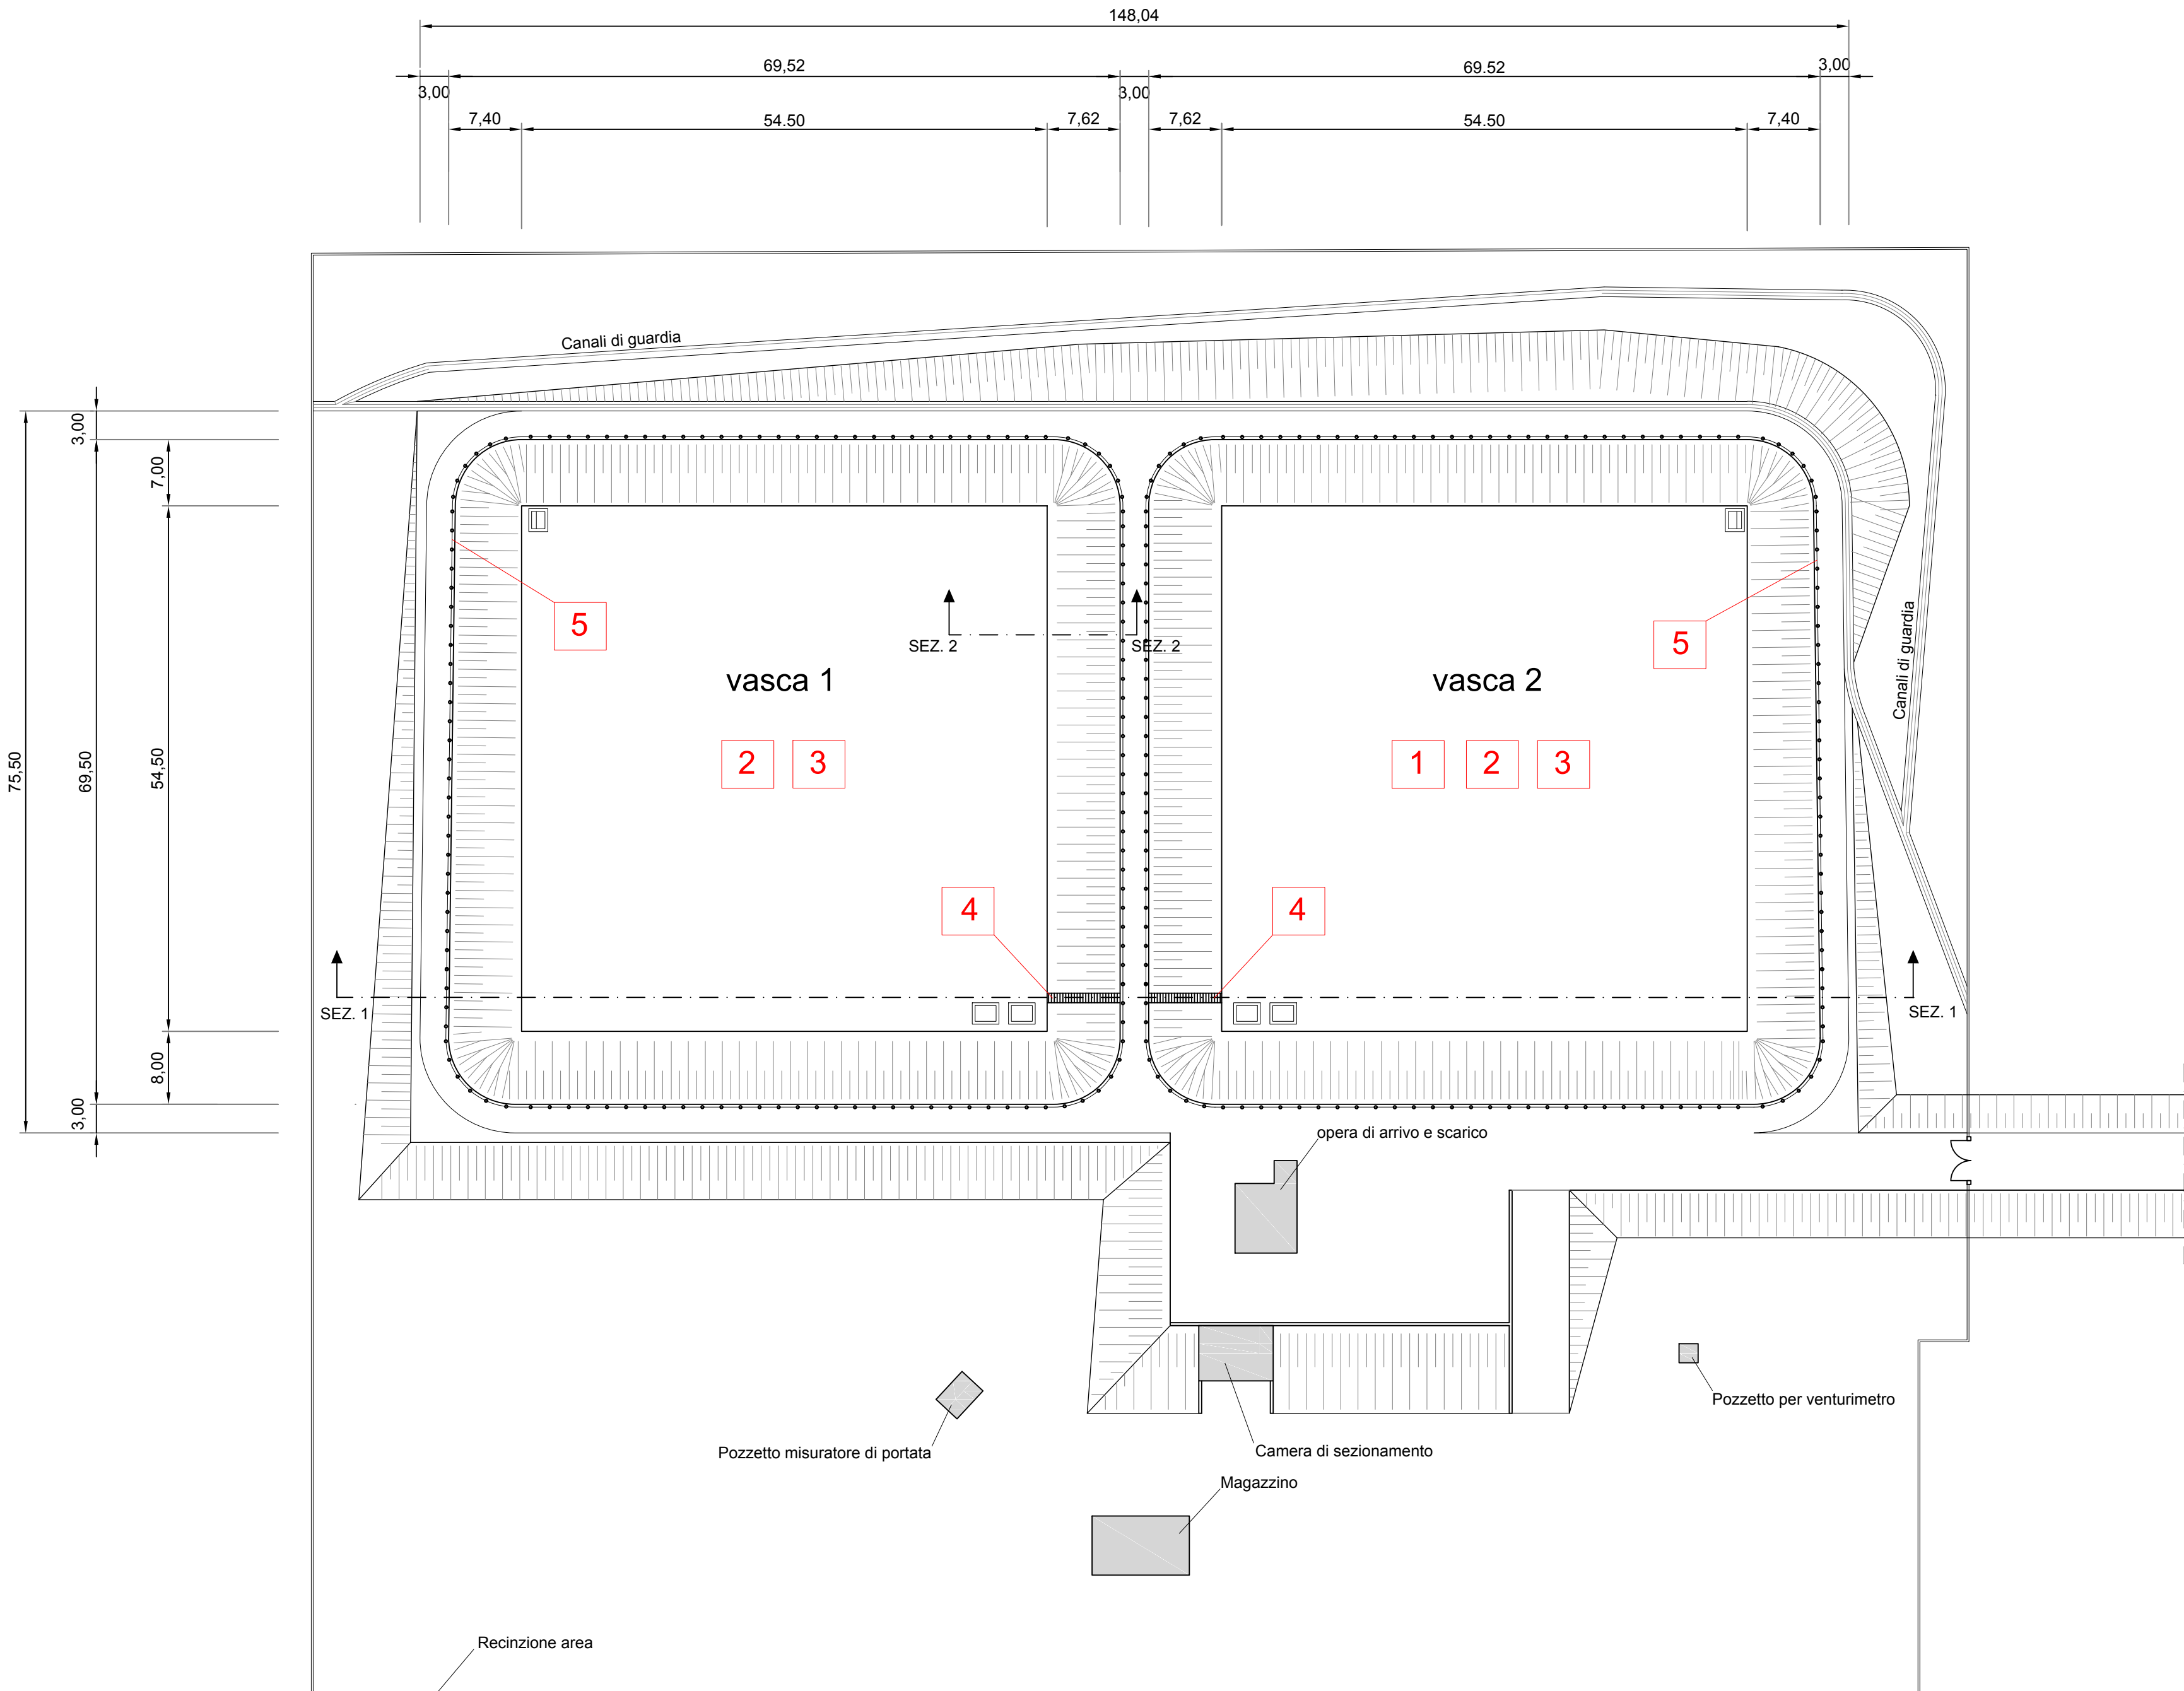 148,04
69,52
69.52
3,00
3,00
3,00
7,40
54.50
7,62
7,62
54.50
7,40
Canali di guardia
3,00
7,00
75,50
69,50
54,50
8,00
3,00
5
5
SEZ. 2
SEZ. 2
vasca 1
vasca 2
Canali di guardia
2
3
1
2
3
4
4
SEZ. 1
SEZ. 1
opera di arrivo e scarico
Pozzetto per venturimetro
Pozzetto misuratore di portata
Camera di sezionamento
Magazzino
Recinzione area